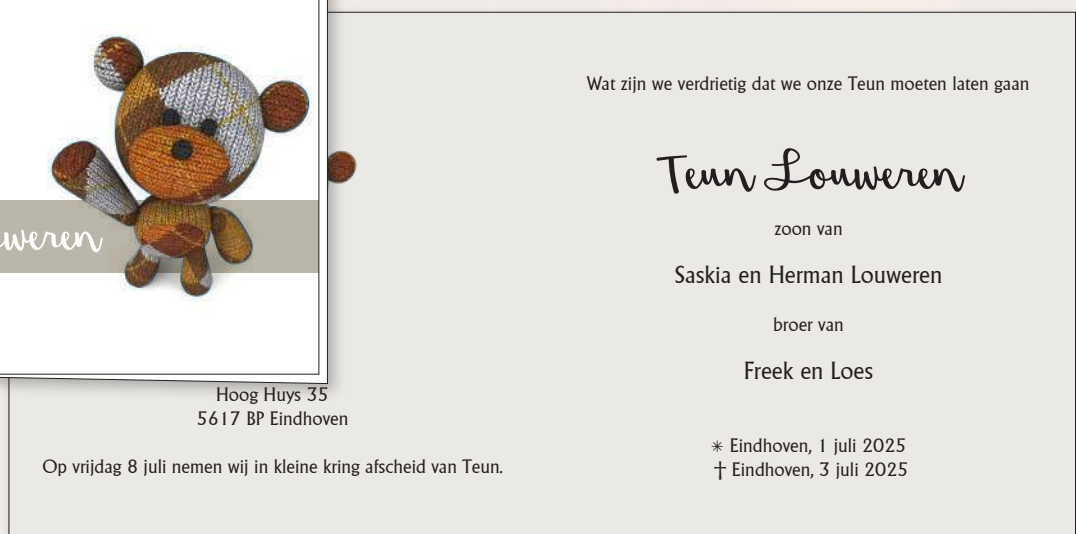 weren
Hoog Huys 35
5617 BP Eindhoven
Op vrijdag 8 juli nemen wij in kleine kring afscheid van Teun.
Wat zijn we verdrietig dat we onze Teun moeten laten gaan
Teun Louweren
zoon van
Saskia en Herman Louweren
broer van
Freek en Loes
✳ Eindhoven, 1 juli 2025
† Eindhoven, 3 juli 2025